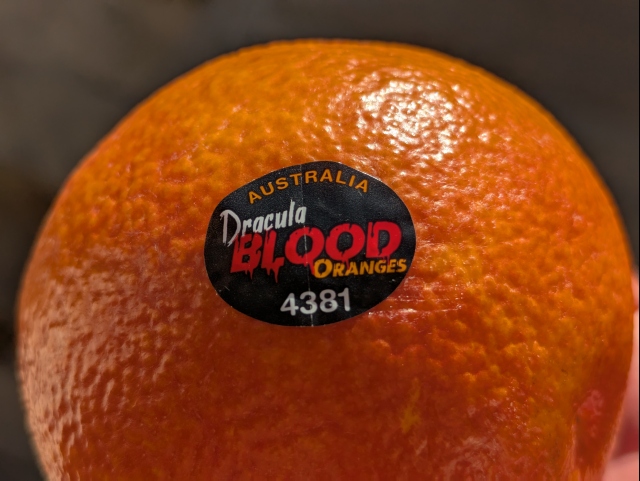 AUSTRALIA
Dracula
BLOOD
ORANGES
4381